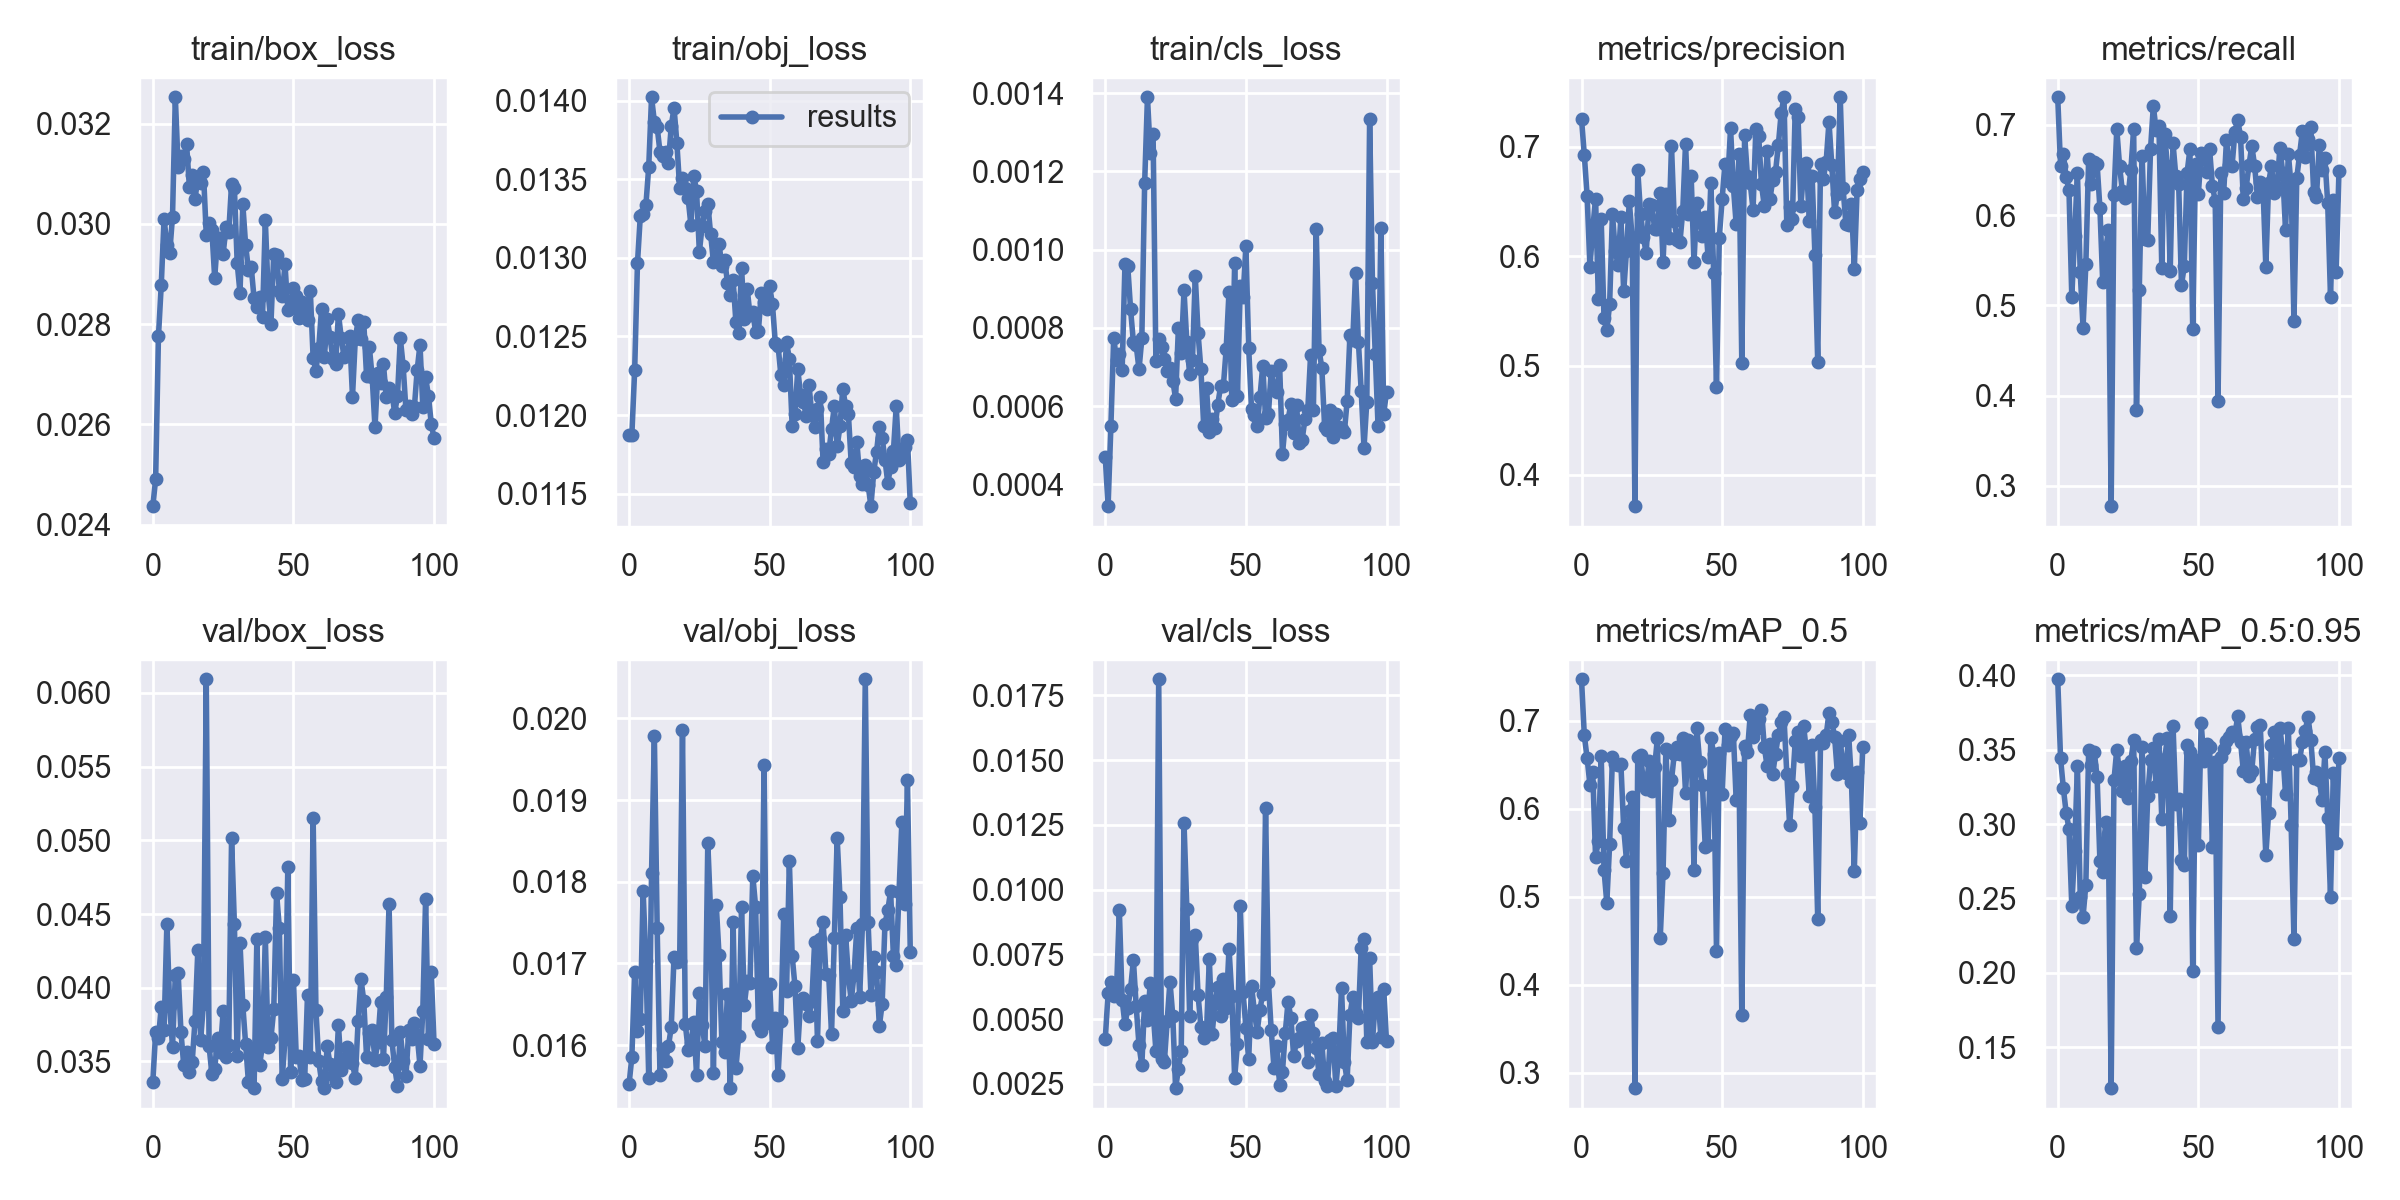 train/box_loss
train/obj_loss
train/cls_loss
metrics/precision
metrics/recall
0.032
0.030
0.028
0.026
0.024
0 50 100
0.0140
0.0135
0.0130
0.0125
0.0120
0.0115
results
0 50 100
0.0014
0.0012
0.0010
0.0008
0.0006
0.0004
0 50 100
0.7
0.6
0.5
0.4
0 50 100
0.7
0.6
0.5
0.4
0.3
0 50 100
val/box_loss
val/obj_loss
val/cls_loss
metrics/mAP_0.5
metrics/mAP_0.5:0.95
0.060
0.055
0.050
0.045
0.040
0.035
0 50 100
0.020
0.019
0.018
0.017
0.016
0 50 100
0.0175
0.0150
0.0125
0.0100
0.0075
0.0050
0.0025
0 50 100
0.7
0.6
0.5
0.4
0.3
0 50 100
0.40
0.35
0.30
0.25
0.20
0.15
0 50 100